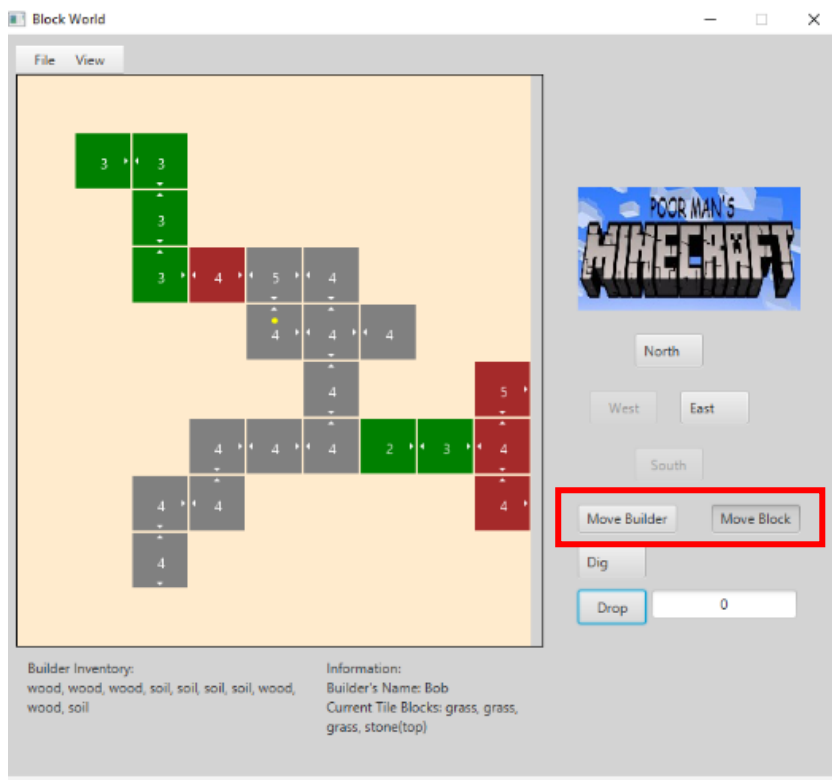 Block World
File View
3 3
3
3 4 5 4
4 4 4
4 5
4 4 4 2 3 4
4 4 4
4
POOR MAN'S
MINECRAFT
North
West East
South
Move Builder Move Block
Dig
Drop 0
Builder Inventory:
wood, wood, wood, soil, soil, soil, soil, wood,
wood, soil
Information:
Builder's Name: Bob
Current Tile Blocks: grass, grass,
grass, stone(top)